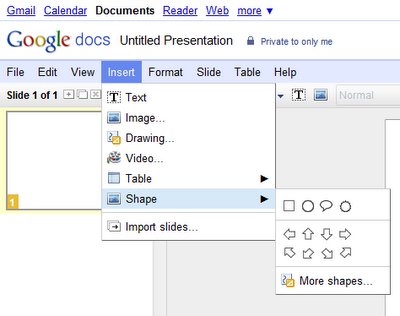 Gmail Calendar Documents Reader Web more ▼
Google docs Untitled Presentation Private to only me
File Edit View Insert Format Slide Table Help
Slide 1 of 1
Normal
Text
Image...
Drawing...
Video...
Table
Shape
Import slides...
More shapes...
1